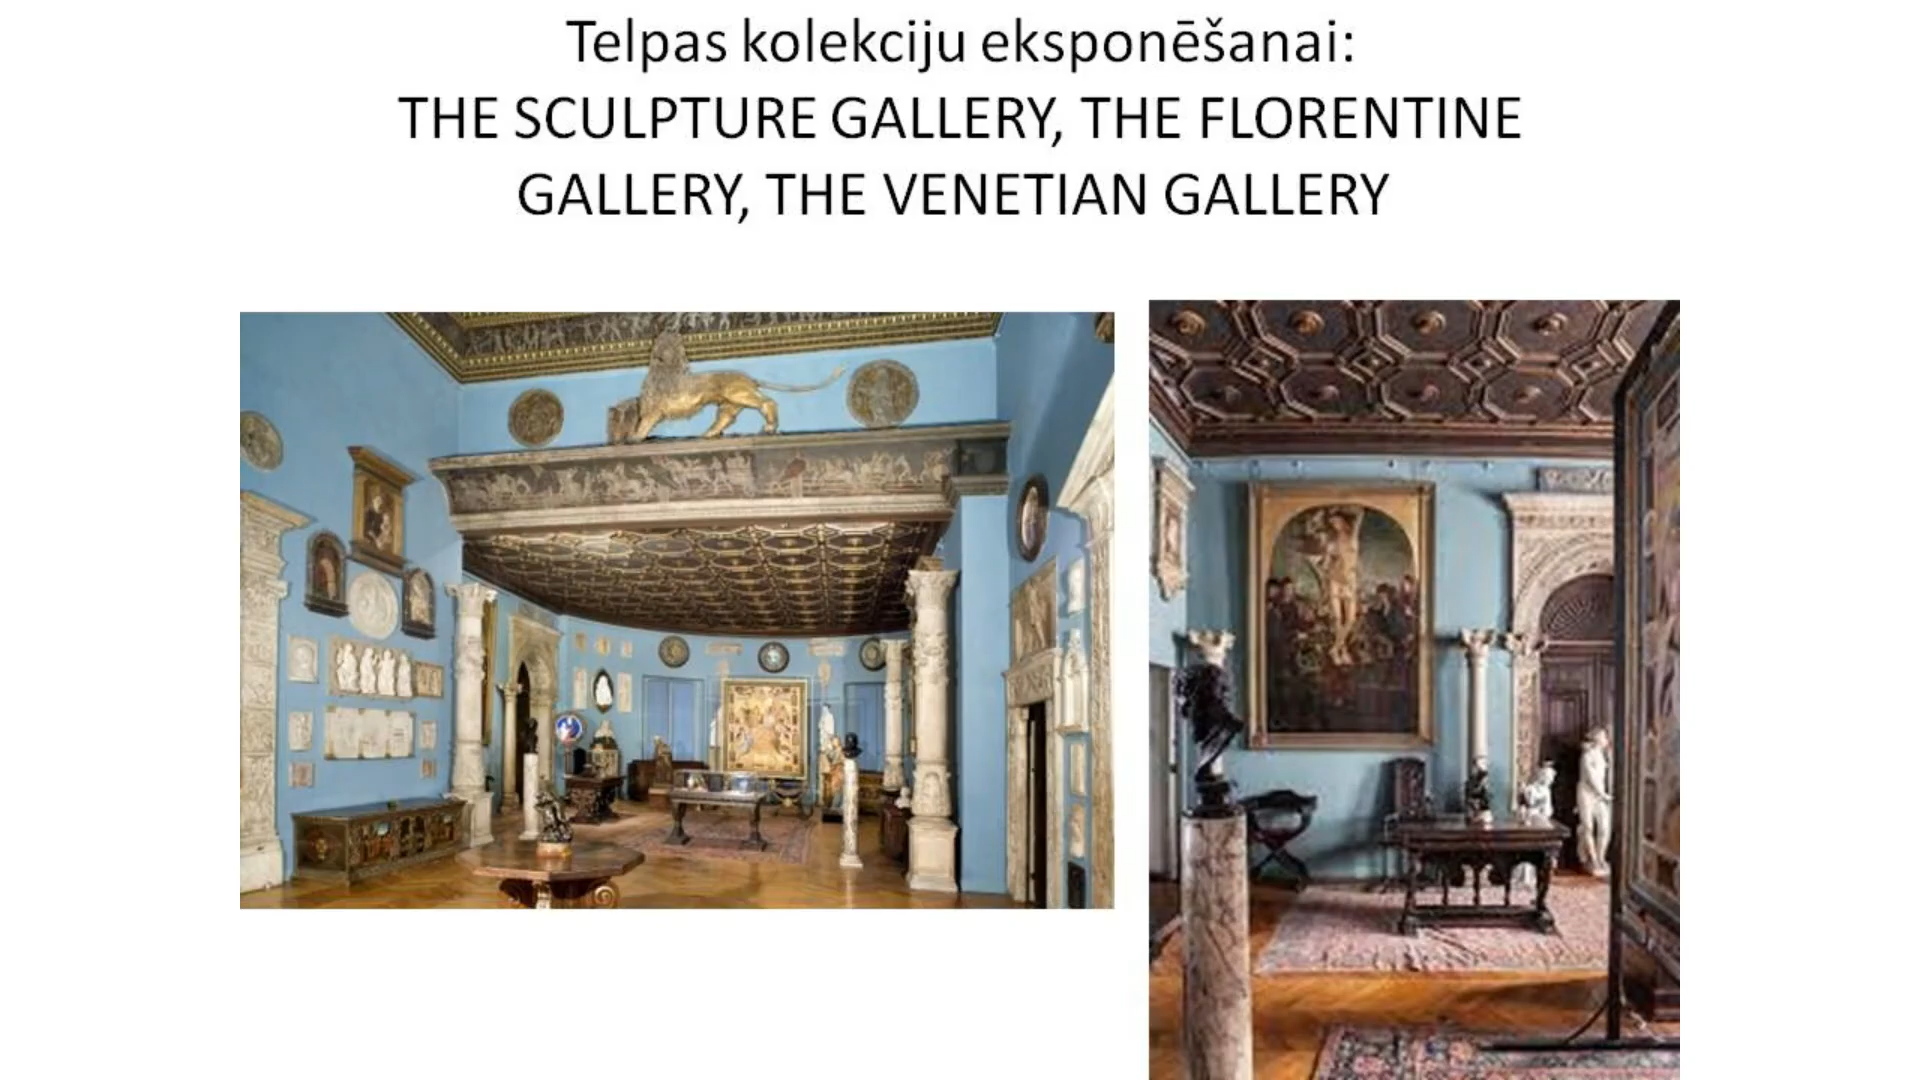 Telpas kolekciju eksponēšanai:
THE SCULPTURE GALLERY, THE FLORENTINE
GALLERY, THE VENETIAN GALLERY